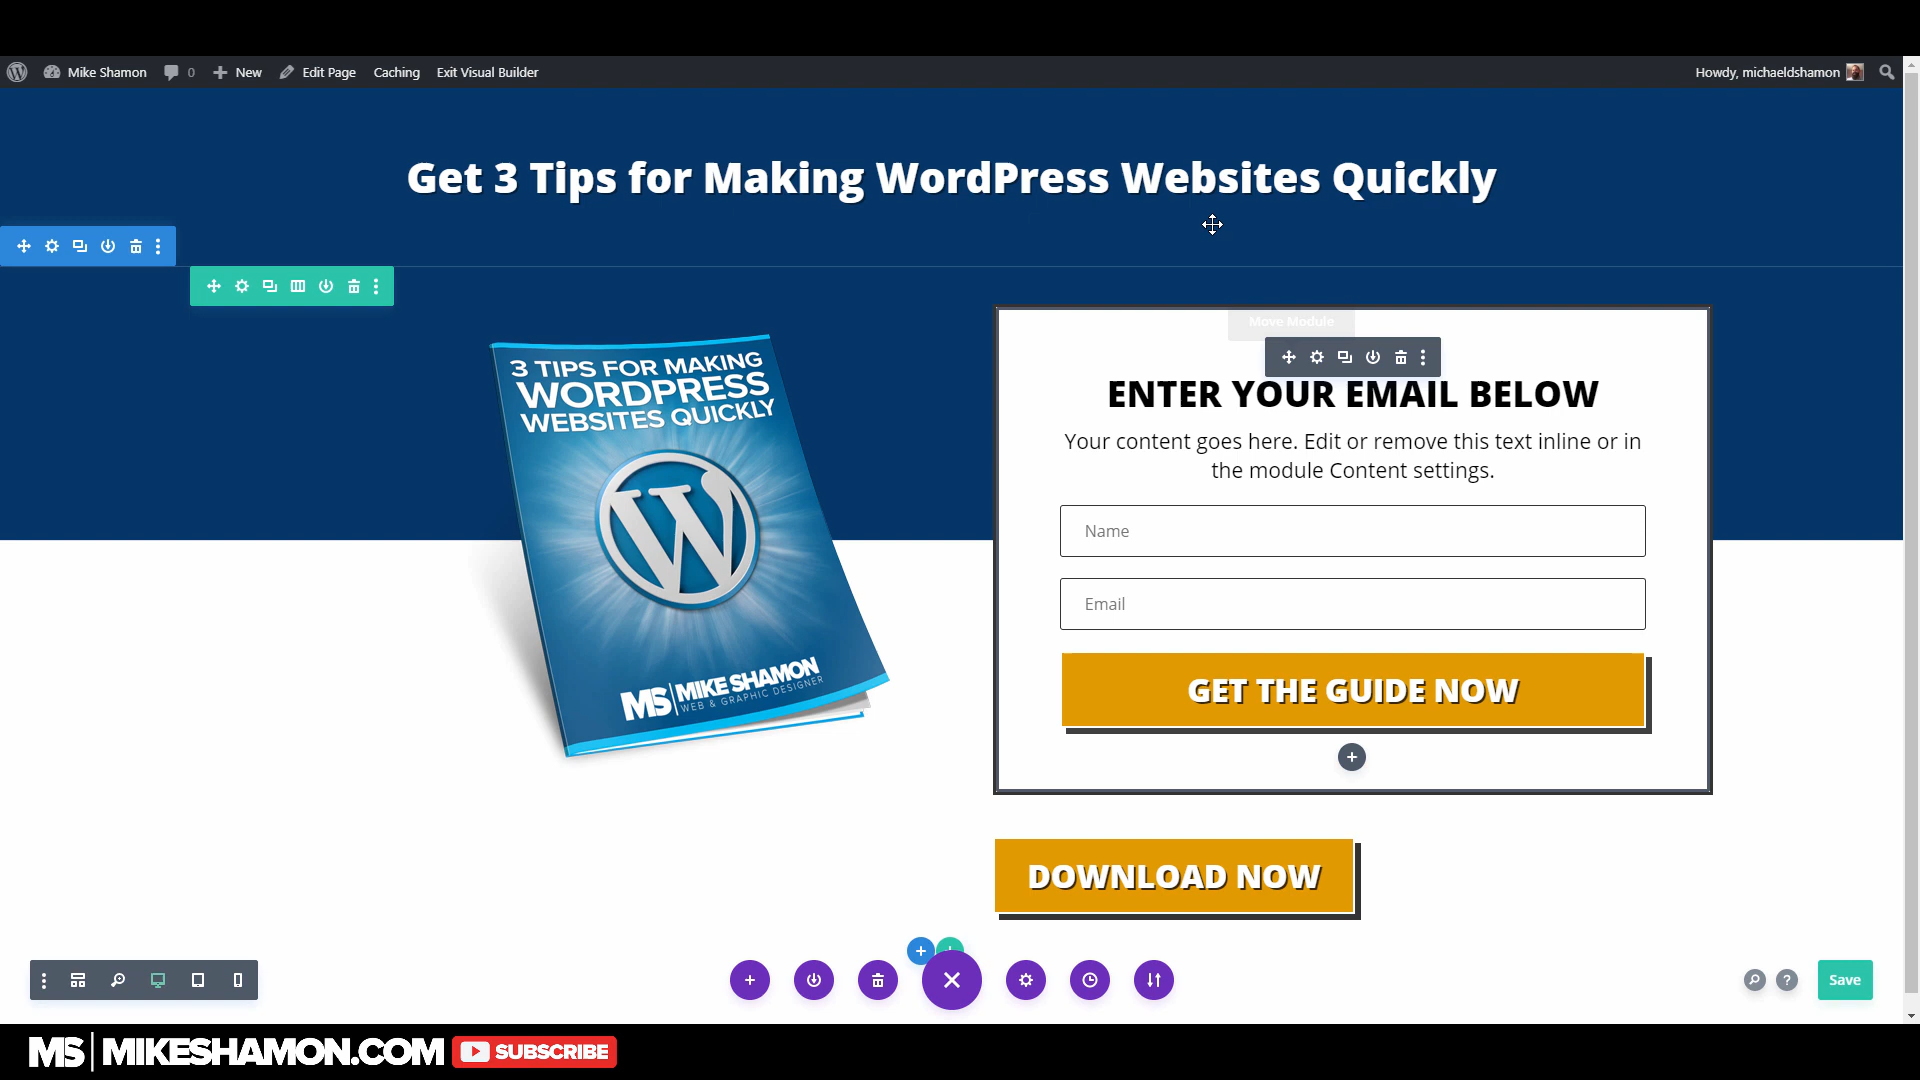 Mike Shamon 0 New Edit Page Caching Exit Visual Builder Howdy, michaeldshamon
Get 3 Tips for Making WordPress Websites Quickly
Move Module
3 TIPS FOR MAKING
WORDPRESS
WEBSITES QUICKLY
W
MS MIKE SHAMON
WEB & GRAPHIC DESIGNER
ENTER YOUR EMAIL BELOW
Your content goes here. Edit or remove this text inline or in
the module Content settings.
Name
Email
GET THE GUIDE NOW
DOWNLOAD NOW
? Save
MS MIKESHAMON.COM SUBSCRIBE